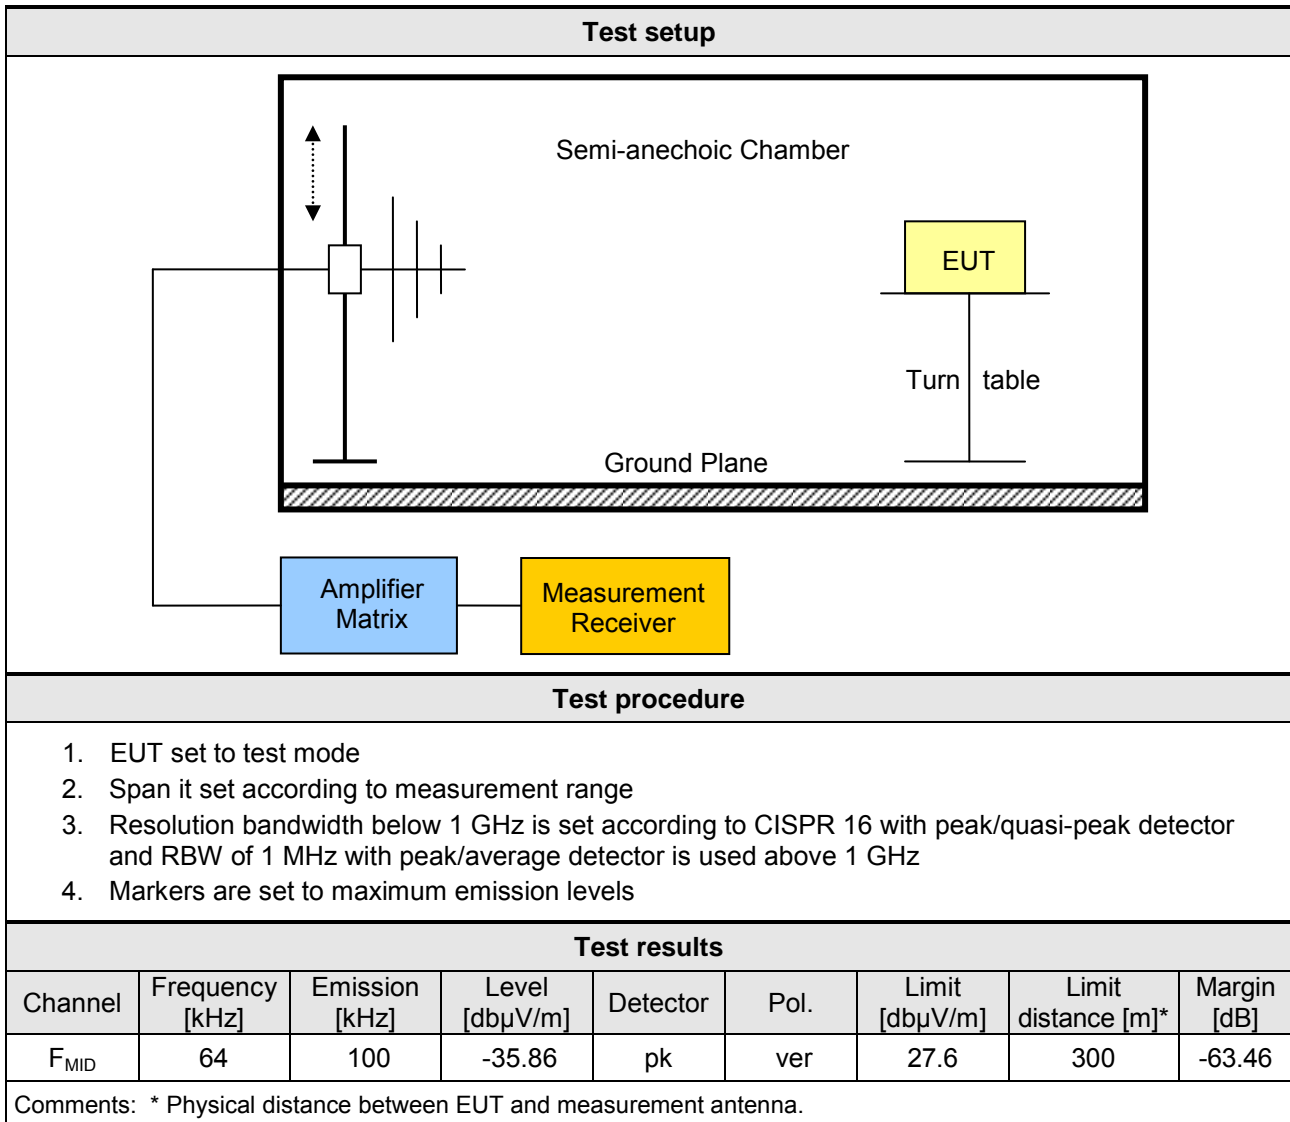 Test setup
Semi-anechoic Chamber
EUT
Turn table
Ground Plane
Amplifier
Matrix
Measurement
Receiver
Test procedure
1. EUT set to test mode
2. Span it set according to measurement range
3. Resolution bandwidth below 1 GHz is set according to CISPR 16 with peak/quasi-peak detector
and RBW of 1 MHz with peak/average detector is used above 1 GHz
4. Markers are set to maximum emission levels
Test results
Channel Frequency [kHz] Emission [kHz] Level [dbµV/m] Detector Pol. Limit [dbµV/m] Limit distance [m]* Margin [dB]
FMID 64 100 -35.86 pk ver 27.6 300 -63.46
Comments: * Physical distance between EUT and measurement antenna.